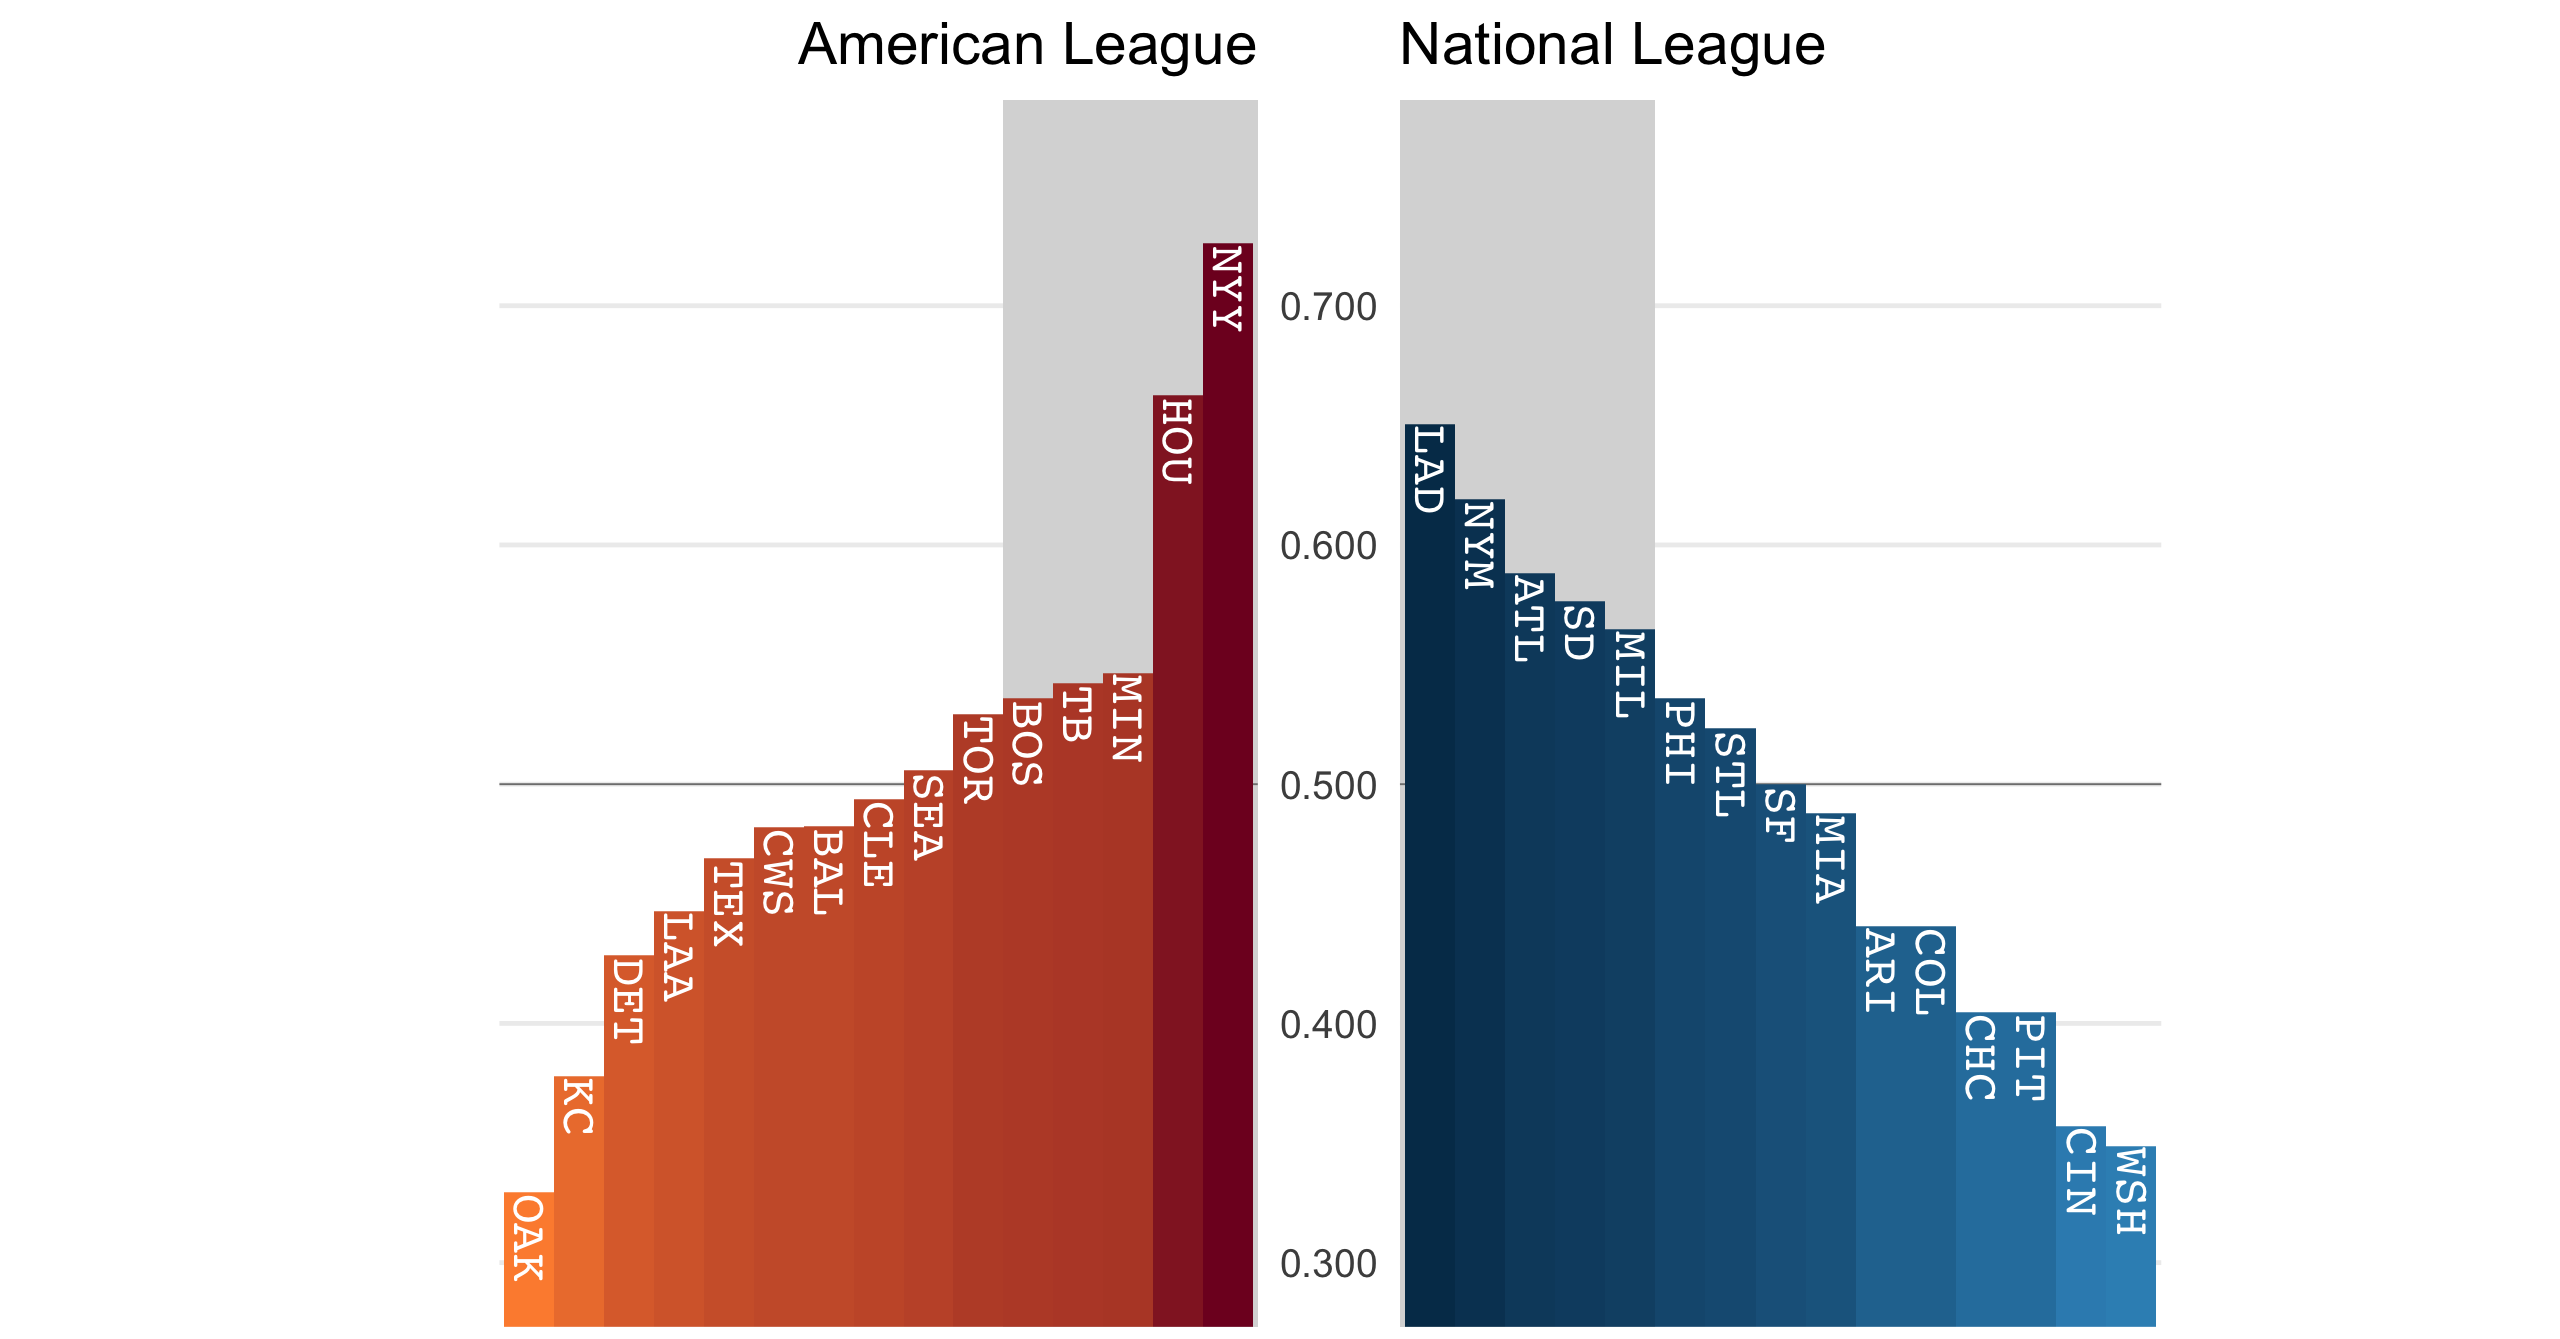 American League
National League
0.700
0.600
0.500
0.400
0.300
OAK
KC
DET
LAA
TEX
CWS
BAL
CLE
SEA
TOR
BOS
TB
MIN
HOU
NYY
LAD
NYM
ATL
SD
MIL
PHI
STL
SF
MIA
ARI
COL
CHC
PIT
CIN
WSH